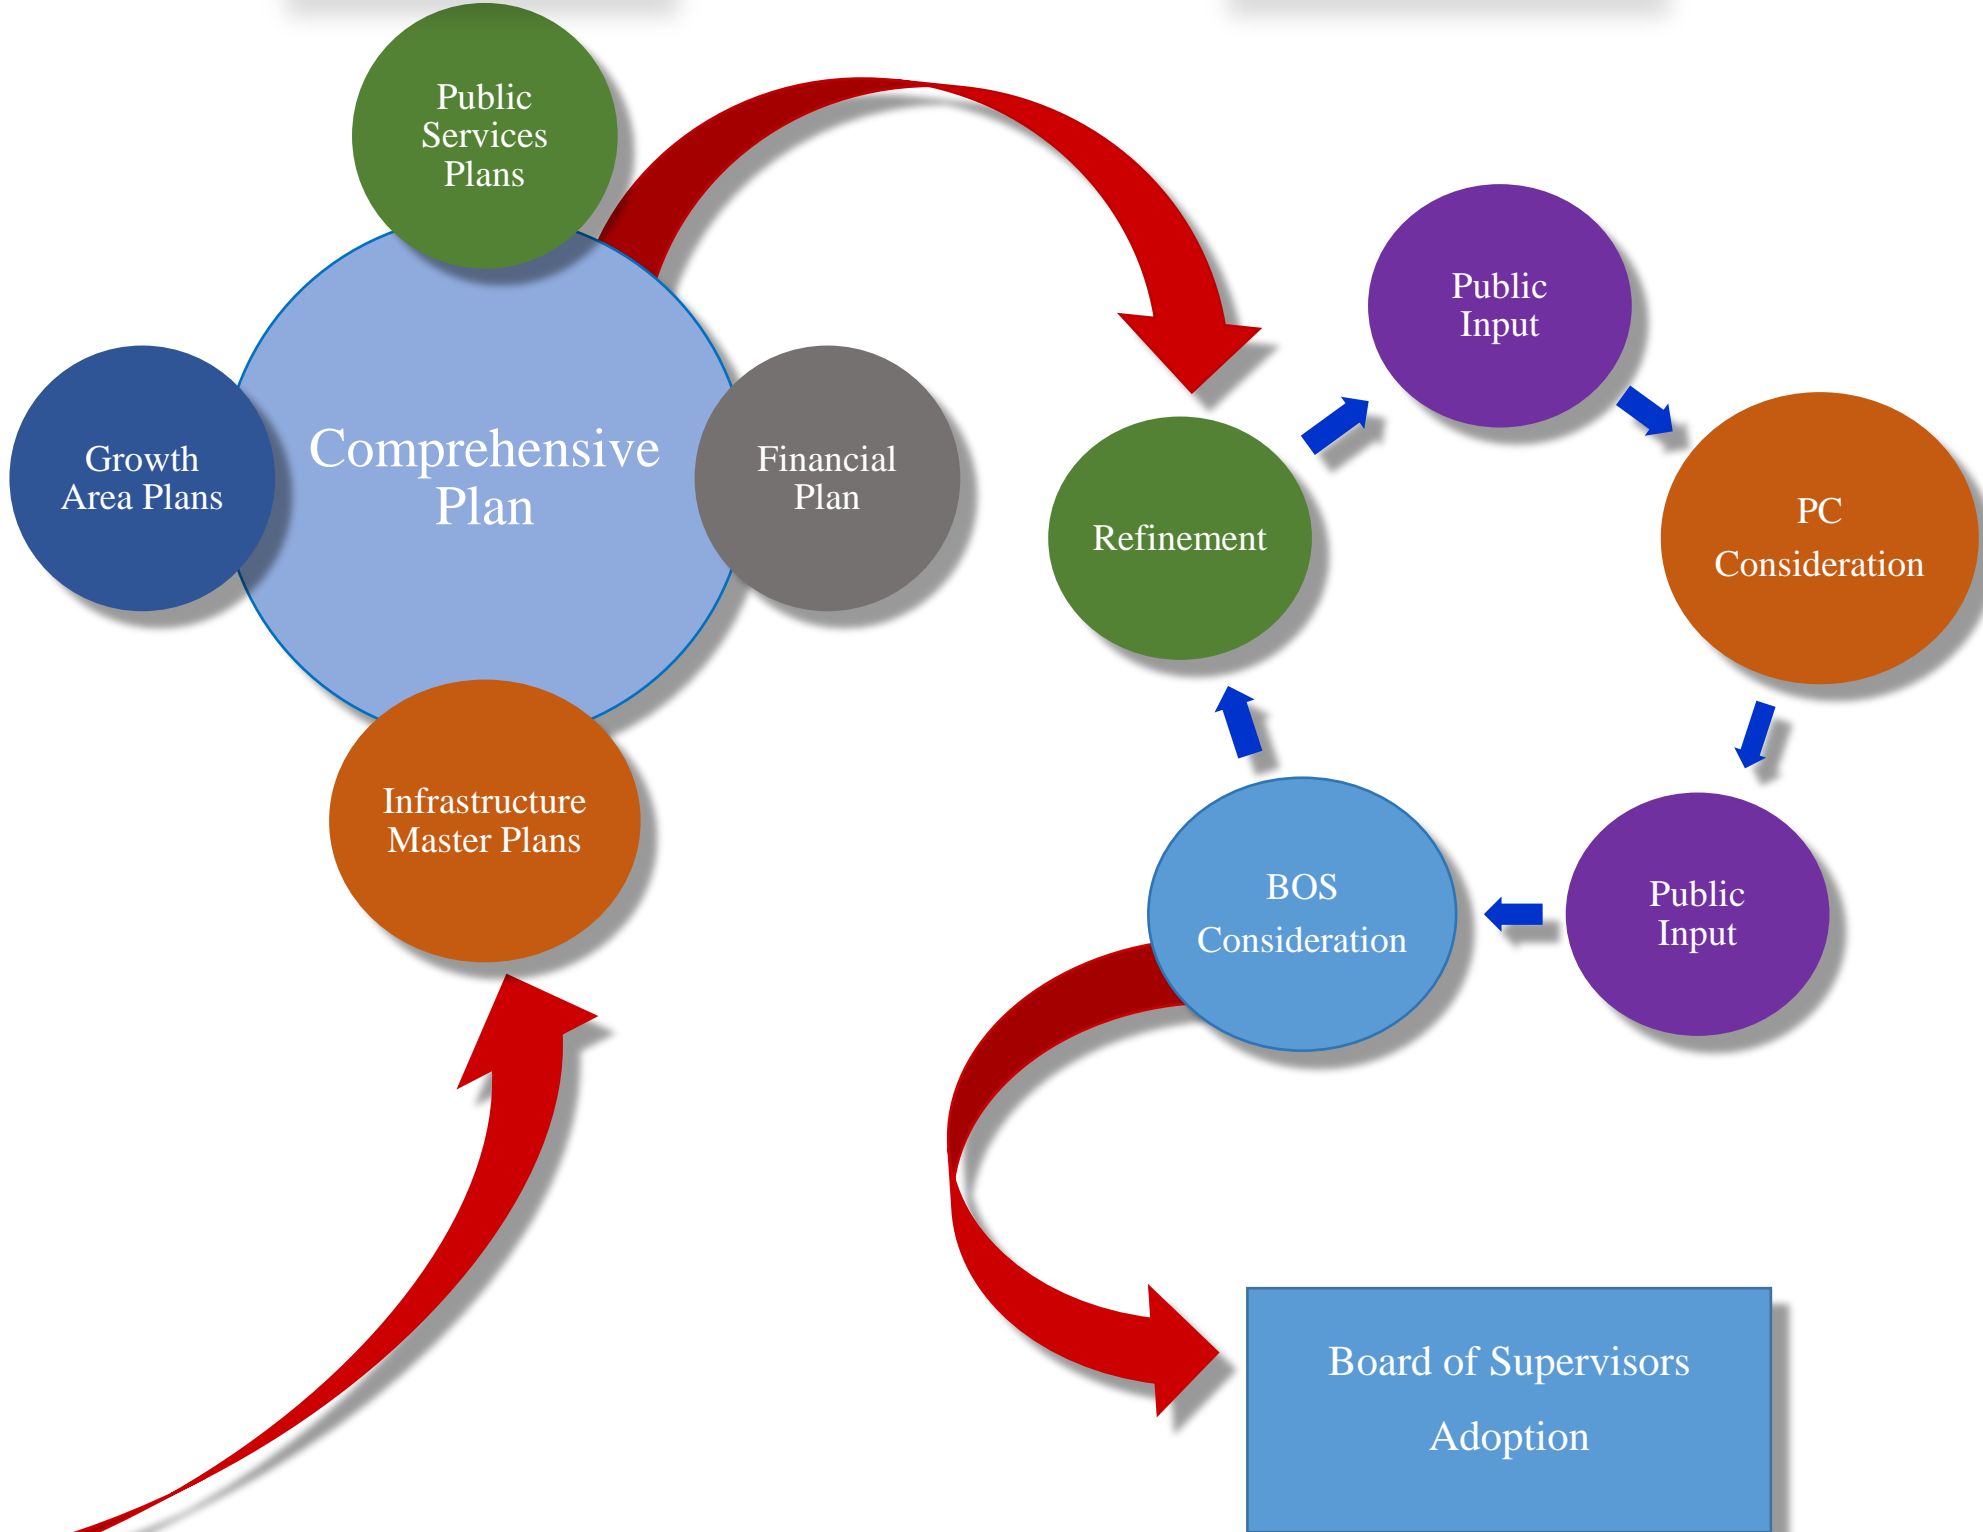 Public
Services
Plans
Growth
Area Plans
Comprehensive
Plan
Financial
Plan
Infrastructure
Master Plans
Refinement
Public
Input
PC
Consideration
Public
Input
BOS
Consideration
Board of Supervisors
Adoption